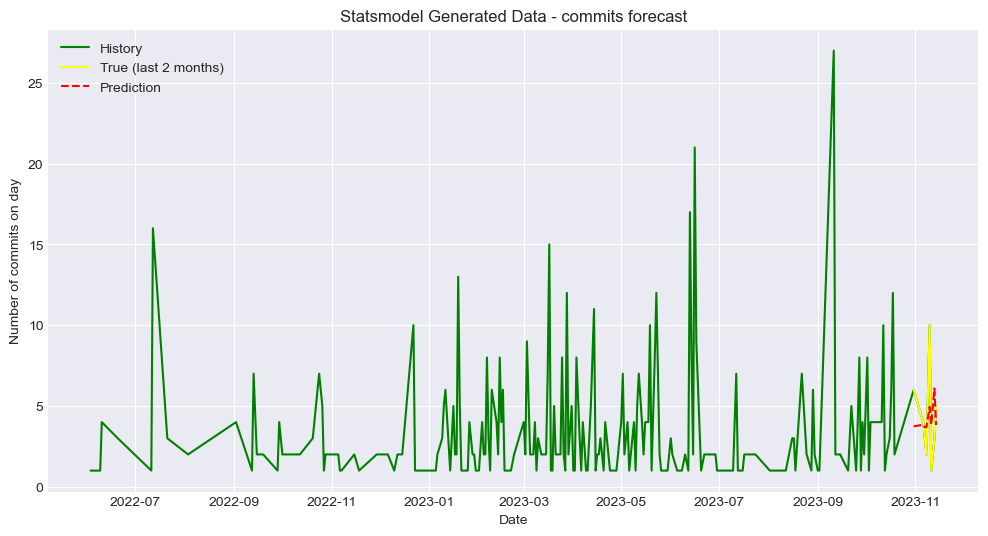 Statsmodel Generated Data - commits forecast
History
True (last 2 months)
Prediction
Number of commits on day
25
20
15
10
5
0
2022-07
2022-09
2022-11
2023-01
2023-03
2023-05
2023-07
2023-09
2023-11
Date